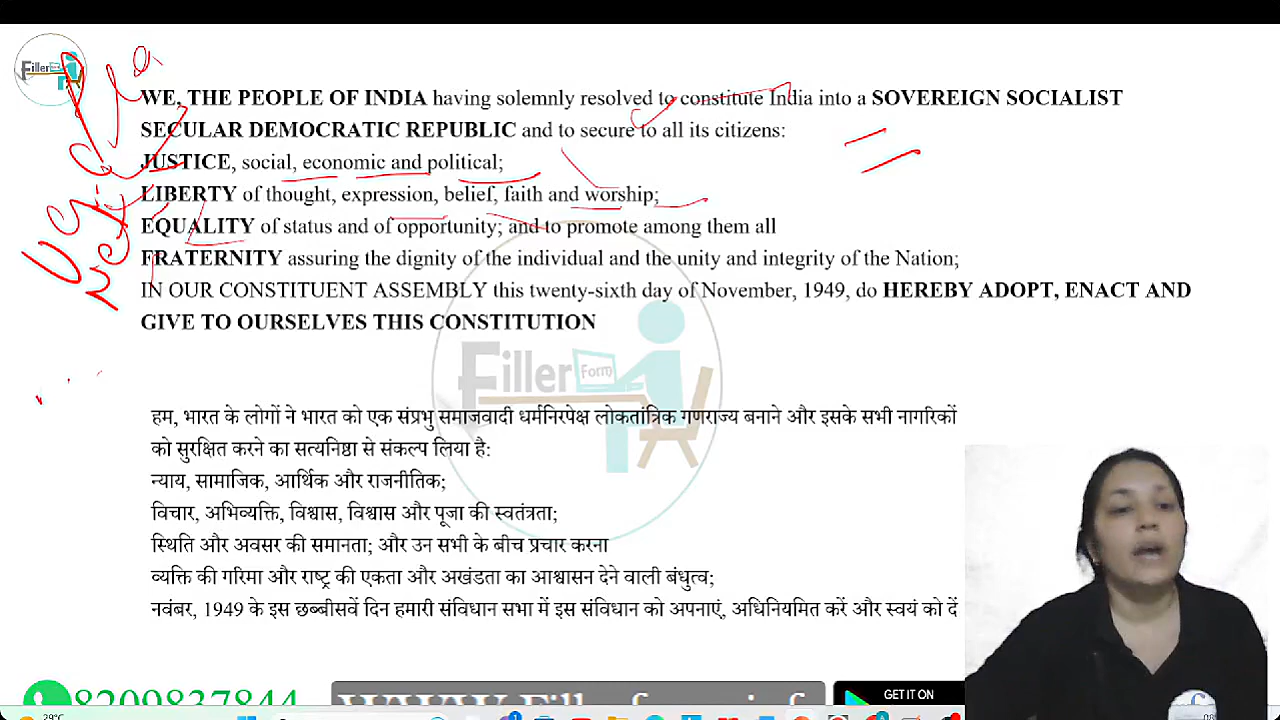 Filler
WE, THE PEOPLE OF INDIA having solemnly resolved to constitute India into a SOVEREIGN SOCIALIST
SECULAR DEMOCRATIC REPUBLIC and to secure to all its citizens:
JUSTICE, social, economic and political;
LIBERTY of thought, expression, belief, faith and worship;
EQUALITY of status and of opportunity; and to promote among them all
FRATERNITY assuring the dignity of the individual and the unity and integrity of the Nation;
IN OUR CONSTITUENT ASSEMBLY this twenty-sixth day of November, 1949, do HEREBY ADOPT, ENACT AND
GIVE TO OURSELVES THIS CONSTITUTION
Filler Form
हम, भारत के लोगों ने भारत को एक संप्रभु समाजवादी धर्मनिरपेक्ष लोकतांत्रिक गणराज्य बनाने और इसके सभी नागरिकों
को सुरक्षित करने का सत्यनिष्ठा से संकल्प लिया है:
न्याय, सामाजिक, आर्थिक और राजनीतिक;
विचार, अभिव्यक्ति, विश्वास, विश्वास और पूजा की स्वतंत्रता;
स्थिति और अवसर की समानता; और उन सभी के बीच प्रचार करना
व्यक्ति की गरिमा और राष्ट्र की एकता और अखंडता का आश्वासन देने वाली बंधुत्व;
नवंबर, 1949 के इस छब्बीसवें दिन हमारी संविधान सभा में इस संविधान को अपनाएं, अधिनियमित करें और स्वयं को दें
8209837844
GET IT ON
29°C